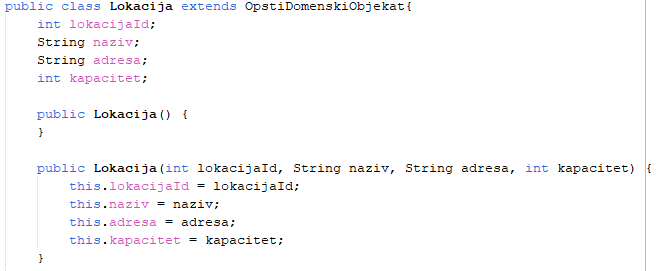 public class Lokacija extends OpstiDomenskiObjekat{
    int lokacijaId;
    String naziv;
    String adresa;
    int kapacitet;

    public Lokacija() {
    }

    public Lokacija(int lokacijaId, String naziv, String adresa, int kapacitet) {
        this.lokacijaId = lokacijaId;
        this.naziv = naziv;
        this.adresa = adresa;
        this.kapacitet = kapacitet;
    }